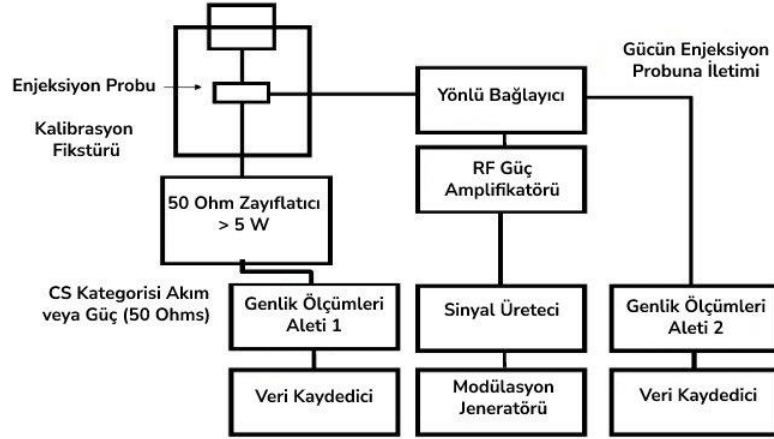 Gücün Enjeksiyon
Probuna İletimi
Enjeksiyon Probu
Yönlü Bağlayıcı
Kalibrasyon
Fikstürü
RF Güç
Amplifikatörü
50 Ohm Zayıflatıcı
> 5 W
CS Kategorisi Akım
veya Güç (50 Ohms)
Genlik Ölçümleri
Aleti 1
Sinyal Üreteci
Genlik Ölçümleri
Aleti 2
Veri Kaydedici
Modülasyon
Jeneratörü
Veri Kaydedici